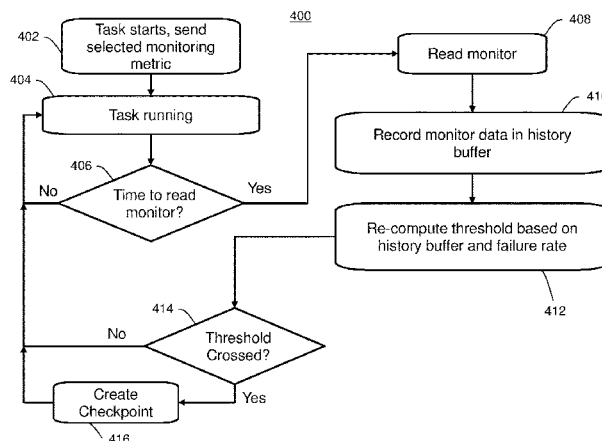 400
402
Task starts, send
selected monitoring
metric
404
Task running
406
No
Time to read
monitor?
Yes
408
Read monitor
410
Record monitor data in history
buffer
Re-compute threshold based on
history buffer and failure rate
412
414
No
Threshold
Crossed?
Yes
Create
Checkpoint
416